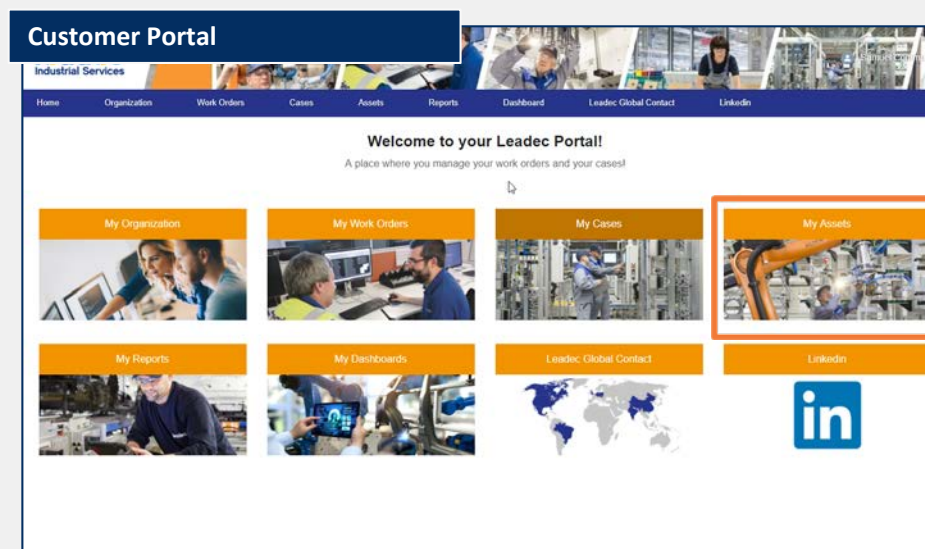 Customer Portal
Industrial Services
Home Organization Work Orders Cases Assets Reports Dashboard Leadec Global Contact Linkedin
Welcome to your Leadec Portal!
A place where you manage your work orders and your cases!
My Organization My Work Orders My Cases My Assets
My Reports My Dashboards Leadec Global Contact Linkedin
in